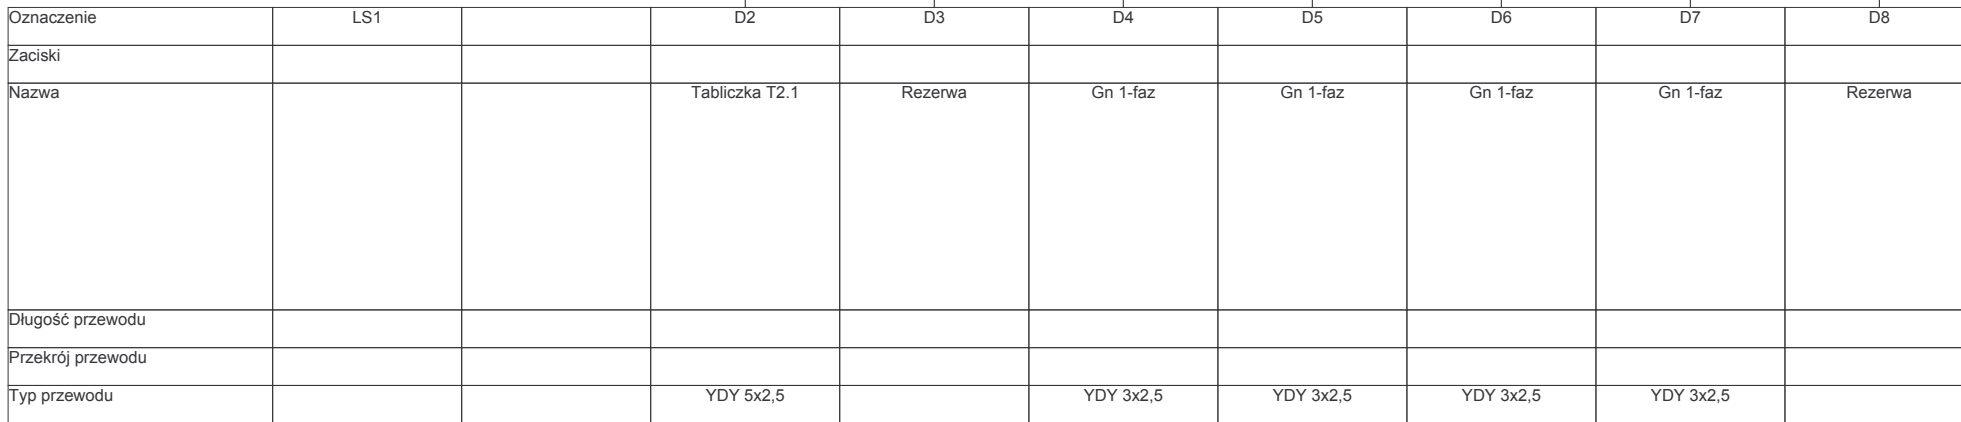 Oznaczenie LS1 D2 D3 D4 D5 D6 D7 D8
Zaciski
Nazwa Tabliczka T2.1 Rezerwa Gn 1-faz Gn 1-faz Gn 1-faz Gn 1-faz Rezerwa
Długość przewodu
Przekrój przewodu
Typ przewodu YDY 5x2,5 YDY 3x2,5 YDY 3x2,5 YDY 3x2,5 YDY 3x2,5